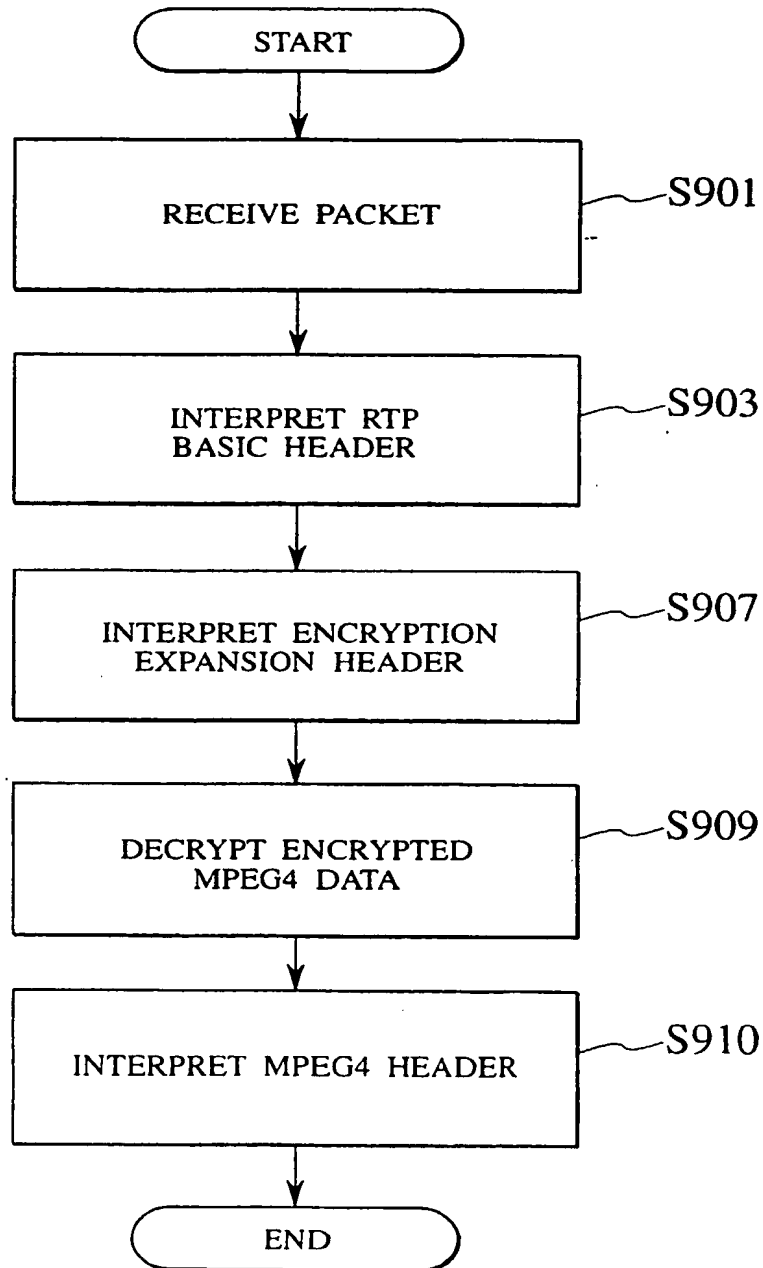 START
RECEIVE PACKET
S901
INTERPRET RTP
BASIC HEADER
S903
INTERPRET ENCRYPTION
EXPANSION HEADER
S907
DECRYPT ENCRYPTED
MPEG4 DATA
S909
INTERPRET MPEG4 HEADER
S910
END